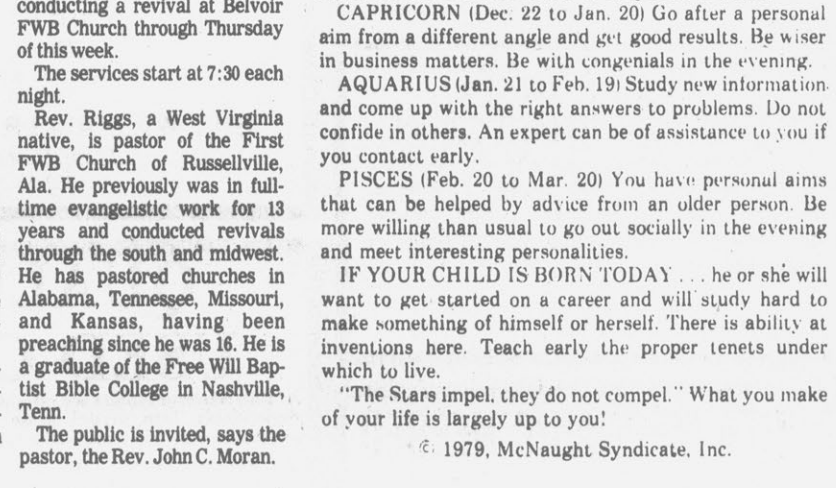 conducting a revival at Belvoir
FWB Church through Thursday
of this week.
The services start at 7:30 each
night.
Rev. Riggs, a West Virginia
native, is pastor of the First
FWB Church of Russellville,
Ala. He previously was in full-
time evangelistic work for 13
years and conducted revivals
through the south and midwest.
He has pastored churches in
Alabama, Tennessee, Missouri,
and Kansas, having been
preaching since he was 16. He is
a graduate of the Free Will Bap-
tist Bible College in Nashville,
Tenn.
The public is invited, says the
pastor, the Rev. John C. Moran.
CAPRICORN (Dec. 22 to Jan. 20) Go after a personal
aim from a different angle and get good results. Be wiser
in business matters. Be with congenials in the evening.
AQUARIUS (Jan. 21 to Feb. 19) Study new information
and come up with the right answers to problems. Do not
confide in others. An expert can be of assistance to you if
you contact early.
PISCES (Feb. 20 to Mar. 20) You have personal aims
that can be helped by advice from an older person. Be
more willing than usual to go out socially in the evening
and meet interesting personalities.
IF YOUR CHILD IS BORN TODAY . . . he or she will
want to get started on a career and will study hard to
make something of himself or herself. There is ability at
inventions here. Teach early the proper tenets under
which to live.
"The Stars impel, they do not compel." What you make
of your life is largely up to you!
© 1979, McNaught Syndicate, Inc.